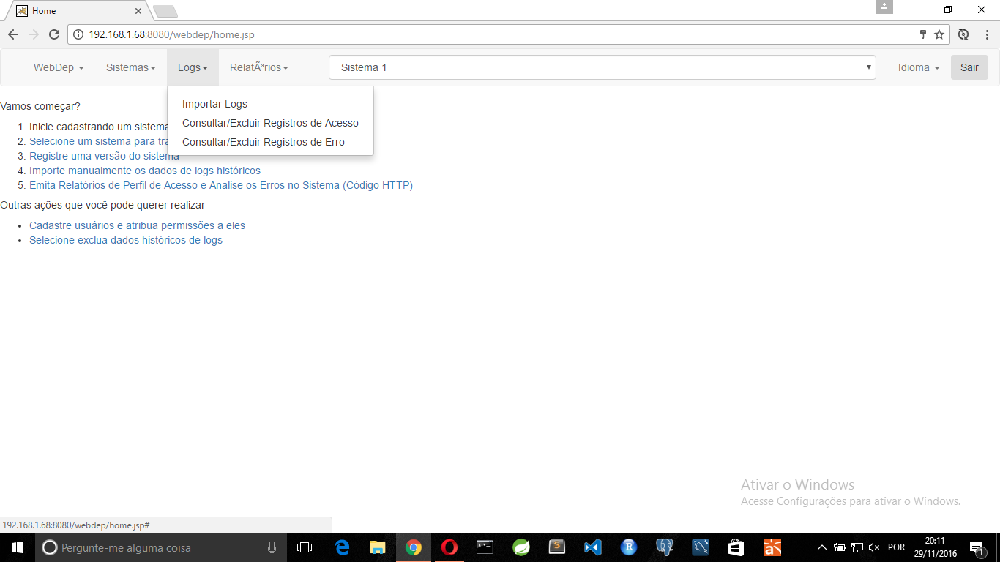 Home
192.168.1.68:8080/webdep/home.jsp
WebDep Sistemas Logs RelatÃ³rios Sistema 1 Idioma Sair
Importar Logs
Consultar/Excluir Registros de Acesso
Consultar/Excluir Registros de Erro
Vamos começar?
1. Inicie cadastrando um sistema
2. Selecione um sistema para
3. Registre uma versão do sistema
4. Importe manualmente os dados de logs históricos
5. Emita Relatórios de Perfil de Acesso e Analise os Erros no Sistema (Código HTTP)
Outras ações que você pode querer realizar
• Cadastre usuários e atribua permissões a eles
• Selecione exclua dados históricos de logs
Ativar o Windows
Acesse Configurações para ativar o Windows.
192.168.1.68:8080/webdep/home.jsp#
Pergunte-me alguma coisa
POR
20:11
29/11/2016
1